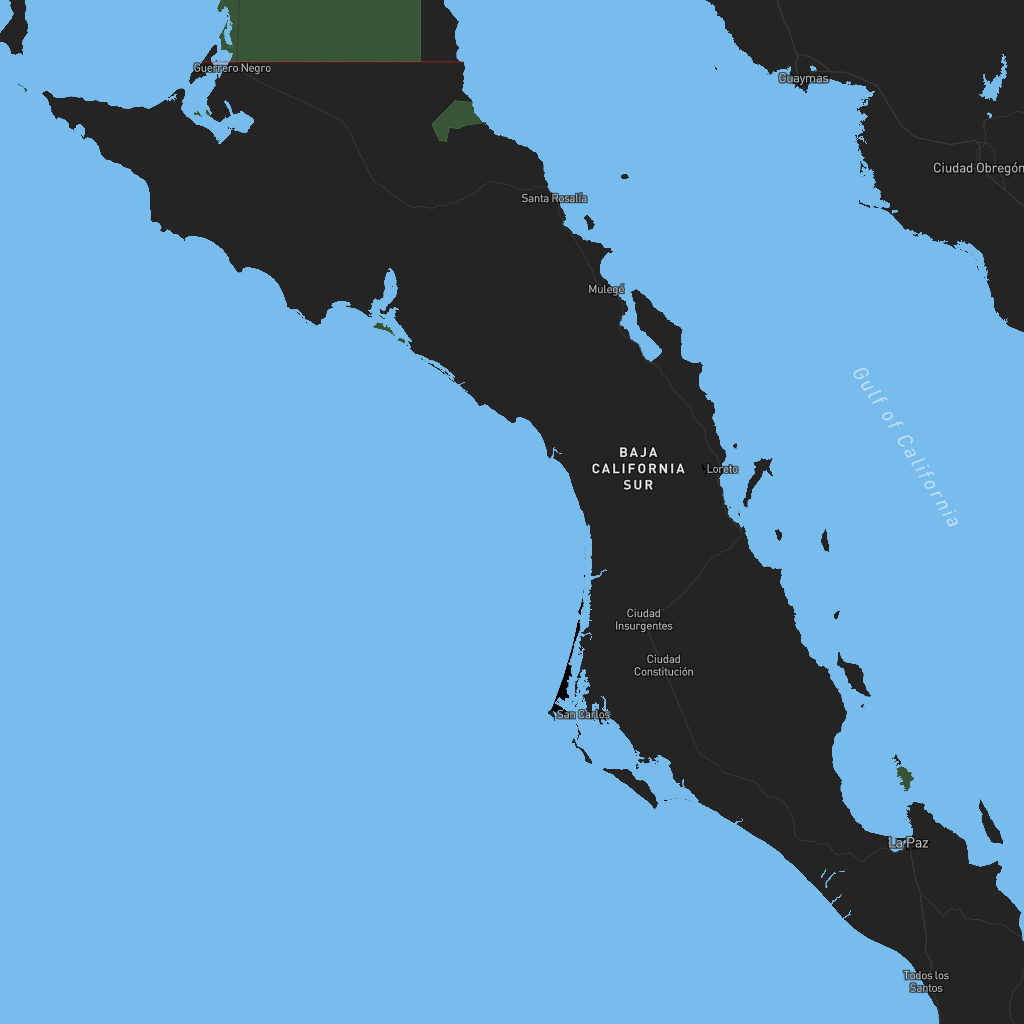 Guerrero Negro
Guaymas
Ciudad Obregón
Santa Rosalía
Mulegé
Gulf of California
BAJA
CALIFORNIA
SUR
Loreto
Ciudad
Insurgentes
Ciudad
Constitución
San Carlos
La Paz
Todos los
Santos